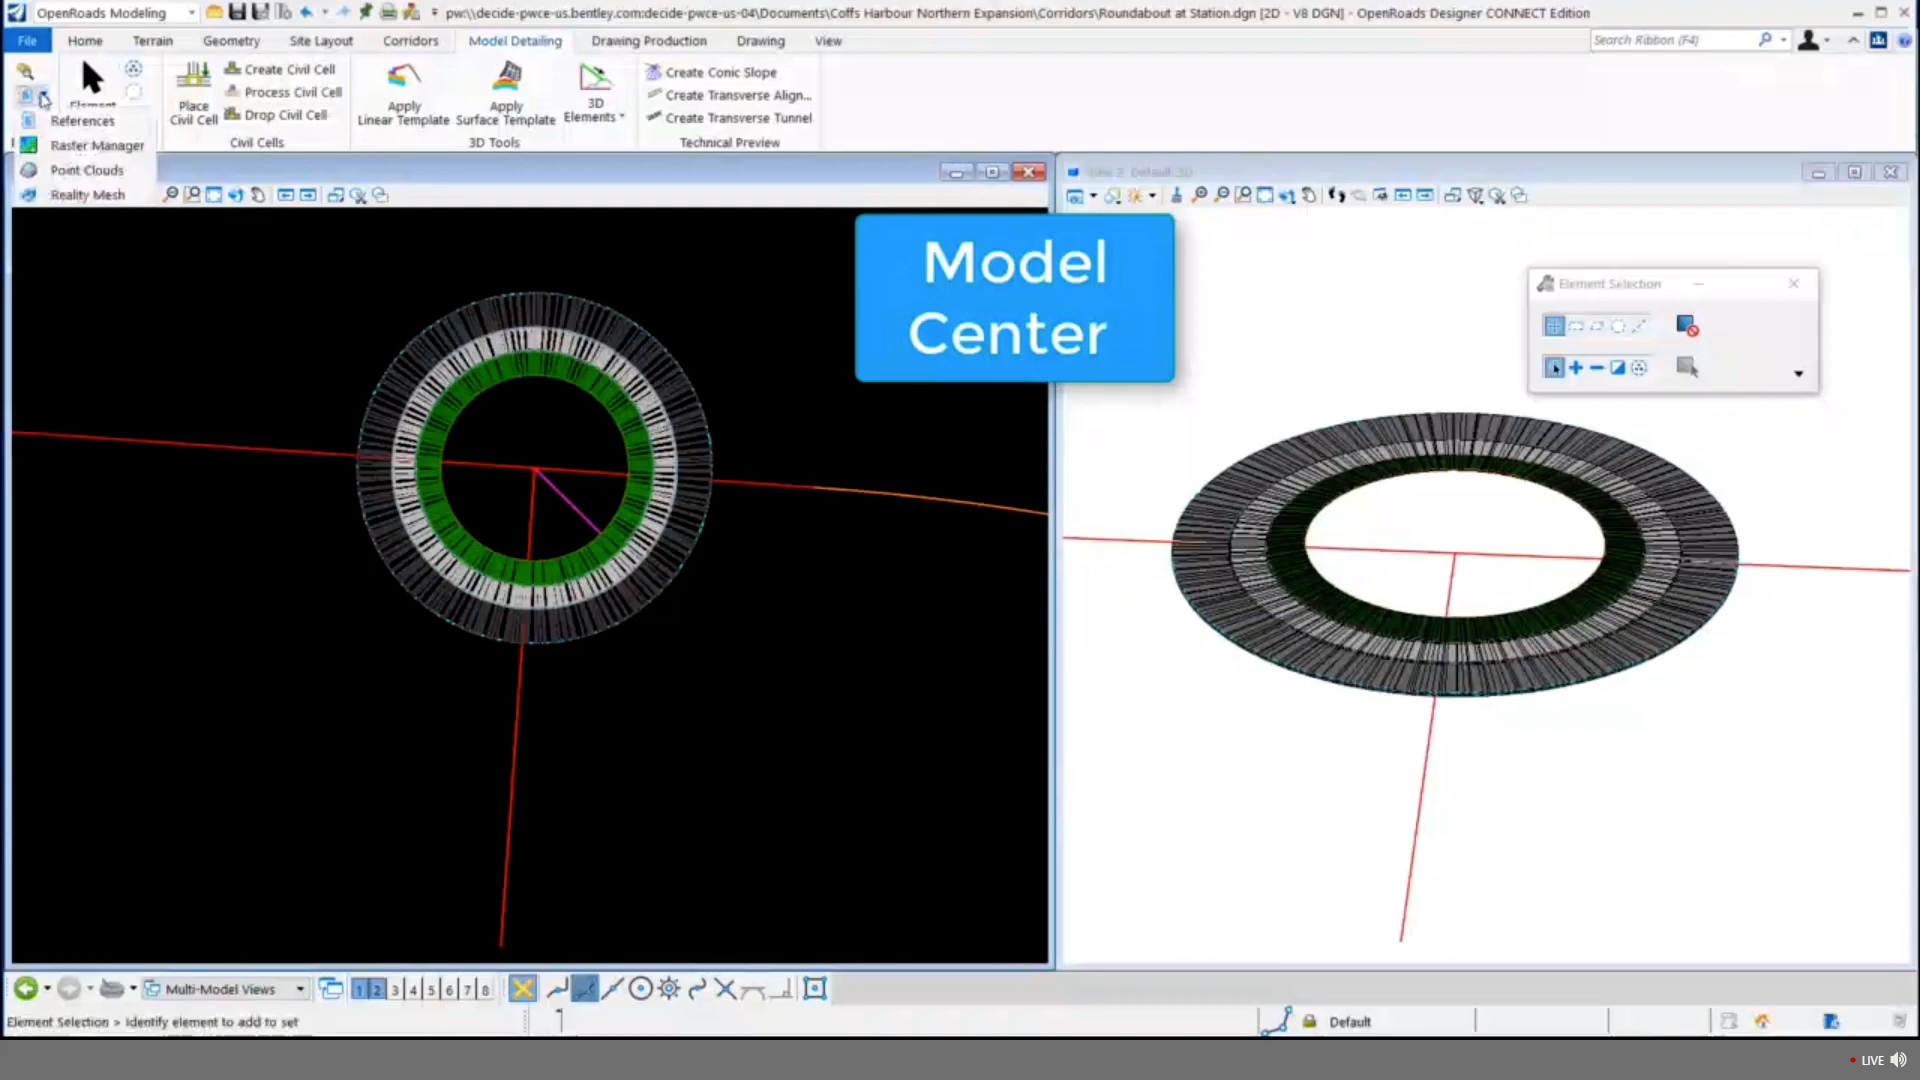 OpenRoads Modeling
pw:\\decide-pwce-us.bentley.com:decide-pwce-us-04\Documents\Coffs Harbour Northern Expansion\Corridors\Roundabout at Station.dgn [2D - V8 DGN] - OpenRoads Designer CONNECT Edition
File Home Terrain Geometry Site Layout Corridors Model Detailing Drawing Production Drawing View
Search Ribbon (F4)
Element
References
Raster Manager
Point Clouds
Reality Mesh
Place
Civil Cell
Create Civil Cell
Process Civil Cell
Drop Civil Cell
Civil Cells
Apply
Linear Template
Apply
Surface Template
3D
Elements
3D Tools
Create Conic Slope
Create Transverse Align...
Create Transverse Tunnel
Technical Preview
View 2, Default-3D
Model
Center
Element Selection
Multi-Model Views
1 2 3 4 5 6 7 8
Element Selection > Identify element to add to set
Default
LIVE